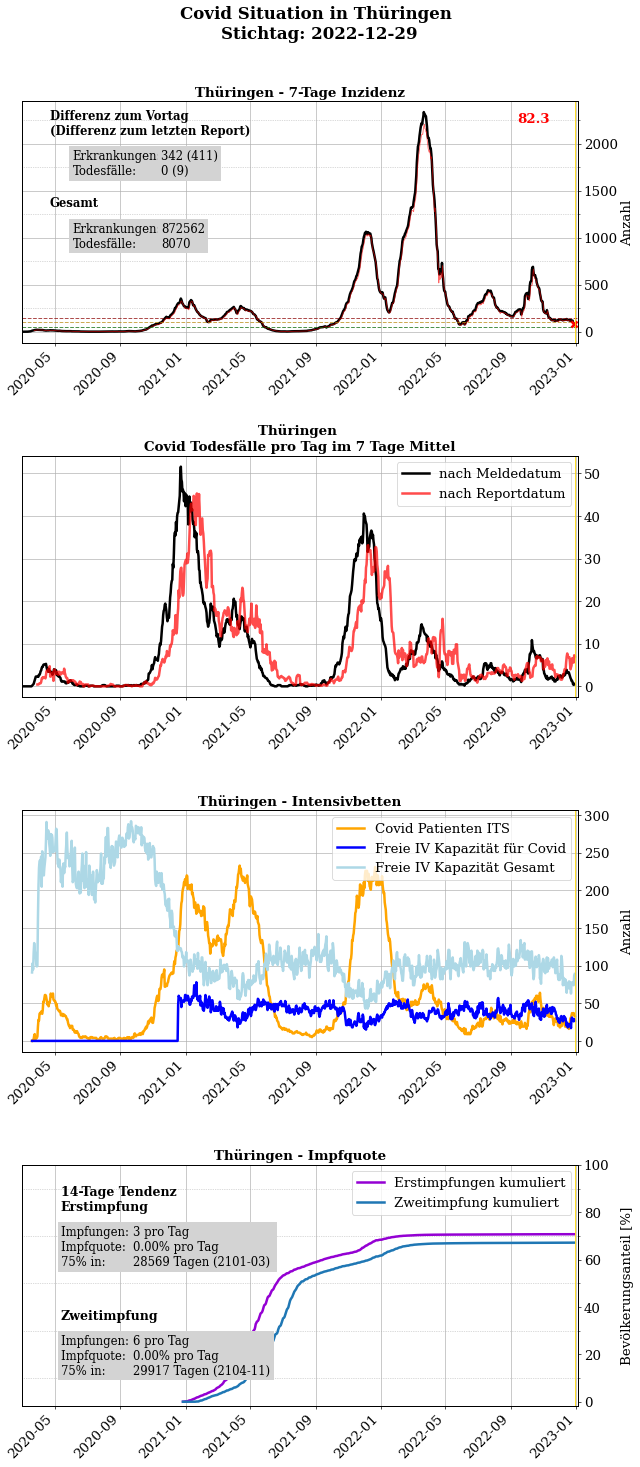 Covid Situation in Thüringen
Stichtag: 2022-12-29
Thüringen - 7-Tage Inzidenz
Differenz zum Vortag
(Differenz zum letzten Report)
Erkrankungen 342 (411)
Todesfälle: 0 (9)
Gesamt
Erkrankungen 872562
Todesfälle: 8070
82.3
2000
1500
1000
500
0
Anzahl
2020-05
2020-09
2021-01
2021-05
2021-09
2022-01
2022-05
2022-09
2023-01
Thüringen
Covid Todesfälle pro Tag im 7 Tage Mittel
nach Meldedatum
nach Reportdatum
50
40
30
20
10
0
2020-05
2020-09
2021-01
2021-05
2021-09
2022-01
2022-05
2022-09
2023-01
Thüringen - Intensivbetten
Covid Patienten ITS
Freie IV Kapazität für Covid
Freie IV Kapazität Gesamt
300
250
200
150
100
50
0
Anzahl
2020-05
2020-09
2021-01
2021-05
2021-09
2022-01
2022-05
2022-09
2023-01
Thüringen - Impfquote
14-Tage Tendenz
Erstimpfung
Impfungen: 3 pro Tag
Impfquote: 0.00% pro Tag
75% in: 28569 Tagen (2101-03)
Zweitimpfung
Impfungen: 6 pro Tag
Impfquote: 0.00% pro Tag
75% in: 29917 Tagen (2104-11)
Erstimpfungen kumuliert
Zweitimpfung kumuliert
100
80
60
40
20
0
Bevölkerungsanteil [%]
2020-05
2020-09
2021-01
2021-05
2021-09
2022-01
2022-05
2022-09
2023-01